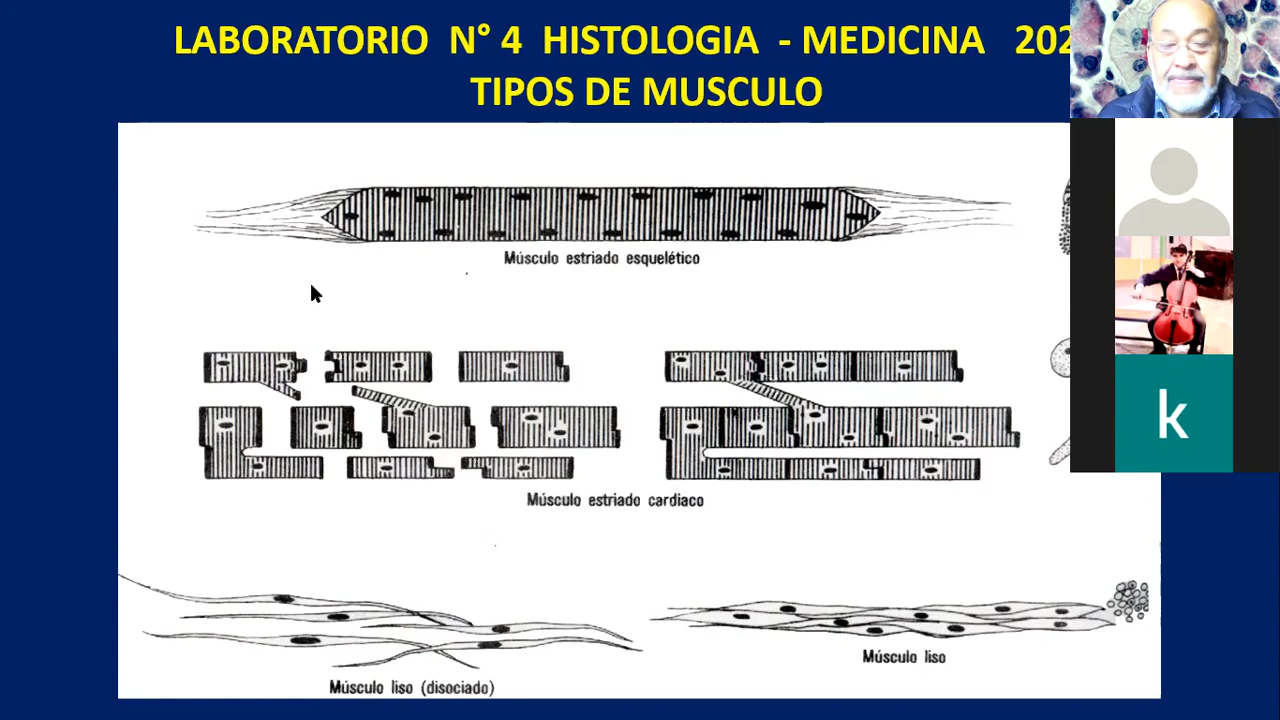 LABORATORIO N° 4 HISTOLOGIA - MEDICINA
TIPOS DE MUSCULO
Músculo estriado esquelético
Músculo estriado cardiaco
Músculo liso
Músculo liso (disociado)
k